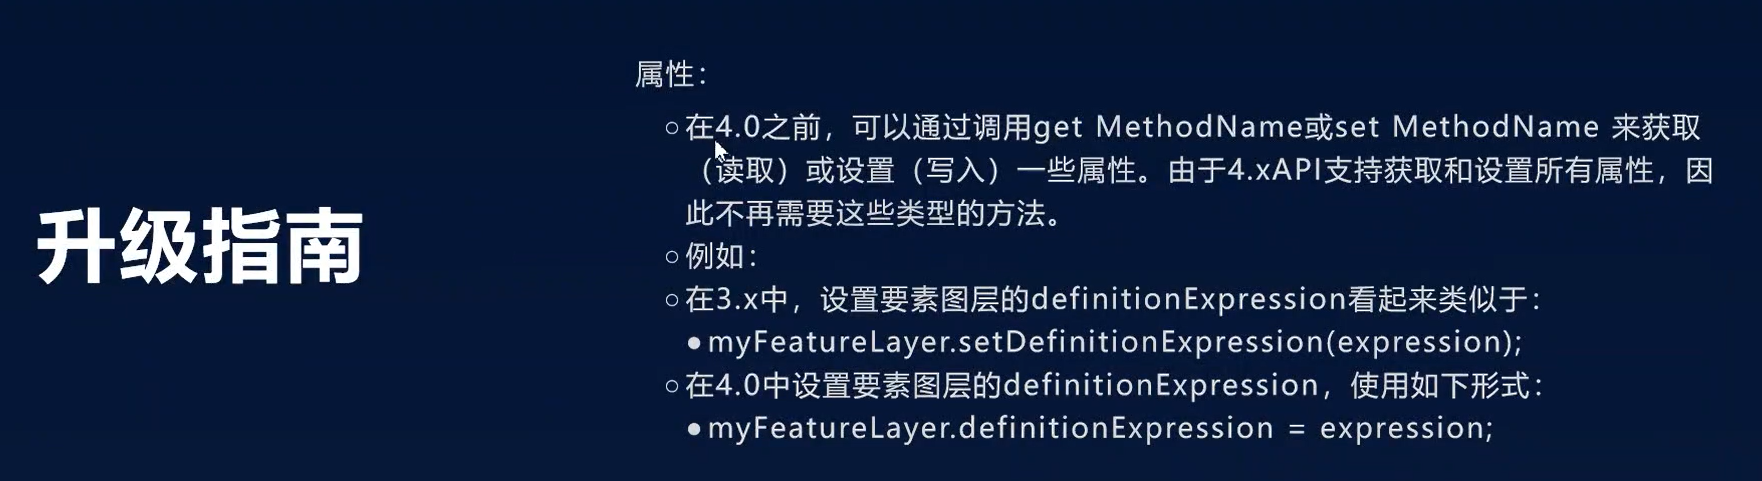 升级指南
属性：
○在4.0之前，可以通过调用get MethodName或set MethodName 来获取
（读取）或设置（写入）一些属性。由于4.xAPI支持获取和设置所有属性，因
此不再需要这些类型的方法。
○例如：
○在3.x中，设置要素图层的definitionExpression看起来类似于：
●myFeatureLayer.setDefinitionExpression(expression);
○在4.0中设置要素图层的definitionExpression，使用如下形式：
●myFeatureLayer.definitionExpression = expression;